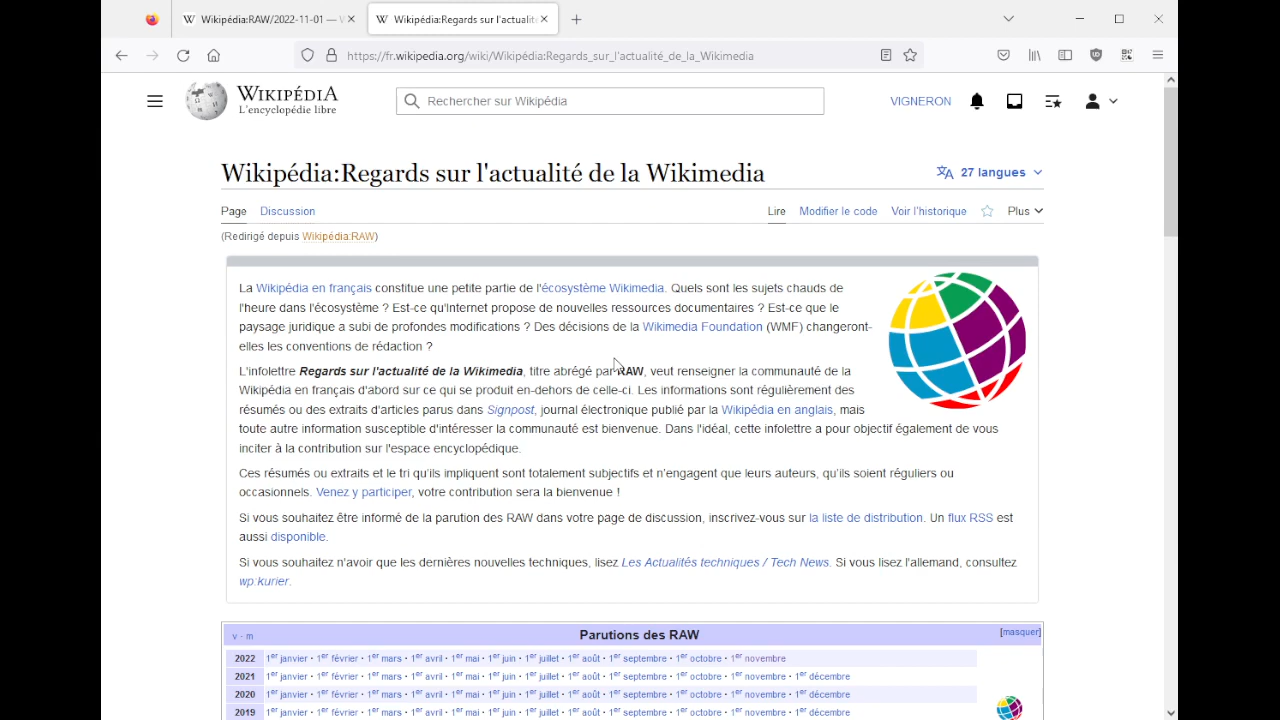 Wikipédia:RAW/2022-11-01 — W
Wikipédia:Regards sur l'actualité
https://fr.wikipedia.org/wiki/Wikipédia:Regards_sur_l'actualité_de_la_Wikimedia
WIKIPÉDIA
L'encyclopédie libre
Rechercher sur Wikipédia
VIGNERON
Wikipédia:Regards sur l'actualité de la Wikimedia
27 langues
Page Discussion
Lire Modifier le code Voir l'historique Plus
(Redirigé depuis Wikipédia:RAW)
La Wikipédia en français constitue une petite partie de l'écosystème Wikimedia. Quels sont les sujets chauds de
l'heure dans l'écosystème ? Est-ce qu'Internet propose de nouvelles ressources documentaires ? Est-ce que le
paysage juridique a subi de profondes modifications ? Des décisions de la Wikimedia Foundation (WMF) changeront-
elles les conventions de rédaction ?
L'infolettre Regards sur l'actualité de la Wikimedia, titre abrégé par RAW, veut renseigner la communauté de la
Wikipédia en français d'abord sur ce qui se produit en-dehors de celle-ci. Les informations sont régulièrement des
résumés ou des extraits d'articles parus dans Signpost, journal électronique publié par la Wikipédia en anglais, mais
toute autre information susceptible d'intéresser la communauté est bienvenue. Dans l'idéal, cette infolettre a pour objectif également de vous
inciter à la contribution sur l'espace encyclopédique.
Ces résumés ou extraits et le tri qu'ils impliquent sont totalement subjectifs et n'engagent que leurs auteurs, qu'ils soient réguliers ou
occasionnels. Venez y participer, votre contribution sera la bienvenue !
Si vous souhaitez être informé de la parution des RAW dans votre page de discussion, inscrivez-vous sur la liste de distribution. Un flux RSS est
aussi disponible.
Si vous souhaitez n'avoir que les dernières nouvelles techniques, lisez Les Actualités techniques / Tech News. Si vous lisez l'allemand, consultez
wp:kurier.
v - m Parutions des RAW [masquer]
2022 1er janvier · 1er février · 1er mars · 1er avril · 1er mai · 1er juin · 1er juillet · 1er août · 1er septembre · 1er octobre · 1er novembre
2021 1er janvier · 1er février · 1er mars · 1er avril · 1er mai · 1er juin · 1er juillet · 1er août · 1er septembre · 1er octobre · 1er novembre · 1er décembre
2020 1er janvier · 1er février · 1er mars · 1er avril · 1er mai · 1er juin · 1er juillet · 1er août · 1er septembre · 1er octobre · 1er novembre · 1er décembre
2019 1er janvier · 1er février · 1er mars · 1er avril · 1er mai · 1er juin · 1er juillet · 1er août · 1er septembre · 1er octobre · 1er novembre · 1er décembre